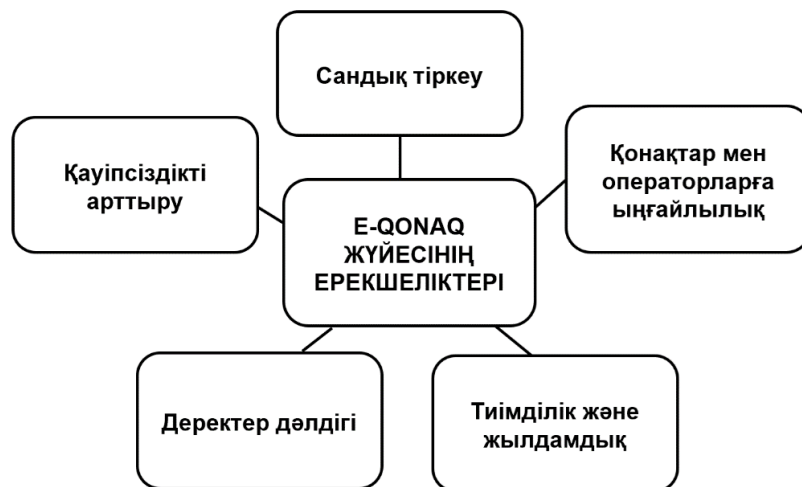 Сандық тіркеу
Қауіпсіздікті
арттыру
Қонақтар мен
операторларға
ыңғайлылық
E-QONAQ
ЖҮЙЕСІНІҢ
ЕРЕКШЕЛІКТЕРІ
Деректер дәлдігі
Тиімділік және
жылдамдық